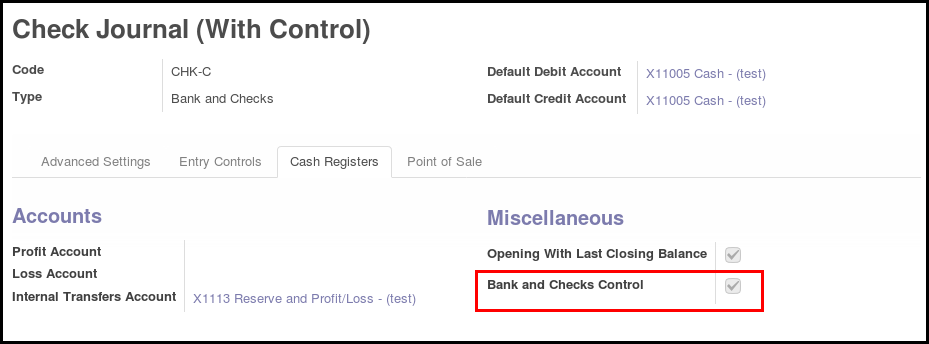 Check Journal (With Control)
Code CHK-C
Type Bank and Checks
Default Debit Account X11005 Cash - (test)
Default Credit Account X11005 Cash - (test)
Advanced Settings Entry Controls Cash Registers Point of Sale
Accounts
Profit Account
Loss Account
Internal Transfers Account X1113 Reserve and Profit/Loss - (test)
Miscellaneous
Opening With Last Closing Balance
Bank and Checks Control